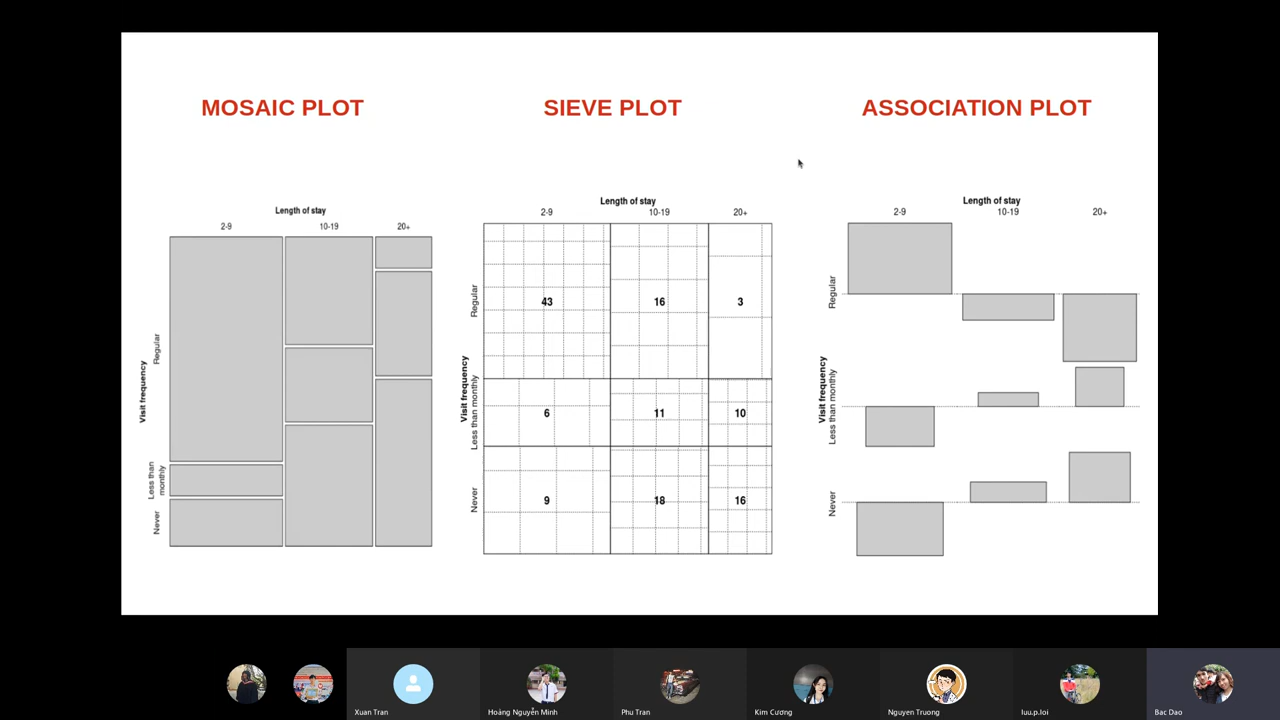 MOSAIC PLOT
SIEVE PLOT
ASSOCIATION PLOT
Length of stay
2-9 10-19 20+
Visit frequency
Regular
Less than
monthly
Never
Length of stay
2-9 10-19 20+
Visit frequency
Regular
Less than monthly
Never
43 16 3
6 11 10
9 18 16
Length of stay
2-9 10-19 20+
Visit frequency
Regular
Less than monthly
Never
Xuan Tran
Hoàng Nguyễn Minh
Phu Tran
Kim Cương
Nguyen Truong
luu.p.loi
Bac Dao